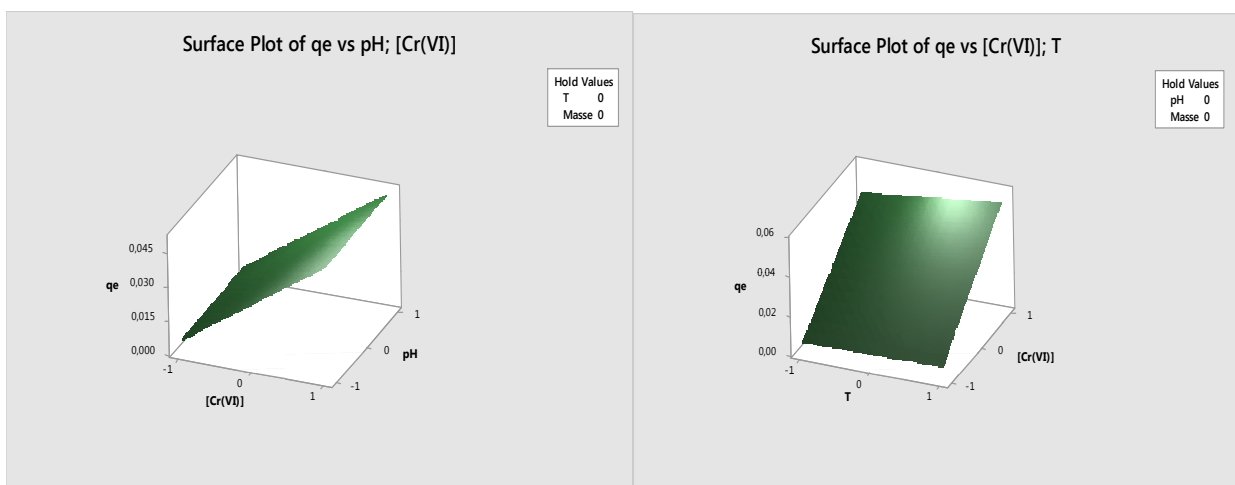 Surface Plot of qe vs pH; [Cr(VI)]
Hold Values
T 0
Masse 0
0,045
0,030
0,015
0,000
qe
-1
0
1
[Cr(VI)]
1
0
-1
pH
Surface Plot of qe vs [Cr(VI)]; T
Hold Values
pH 0
Masse 0
0,06
0,04
0,02
0,00
qe
-1
0
1
T
1
0
-1
[Cr(VI)]